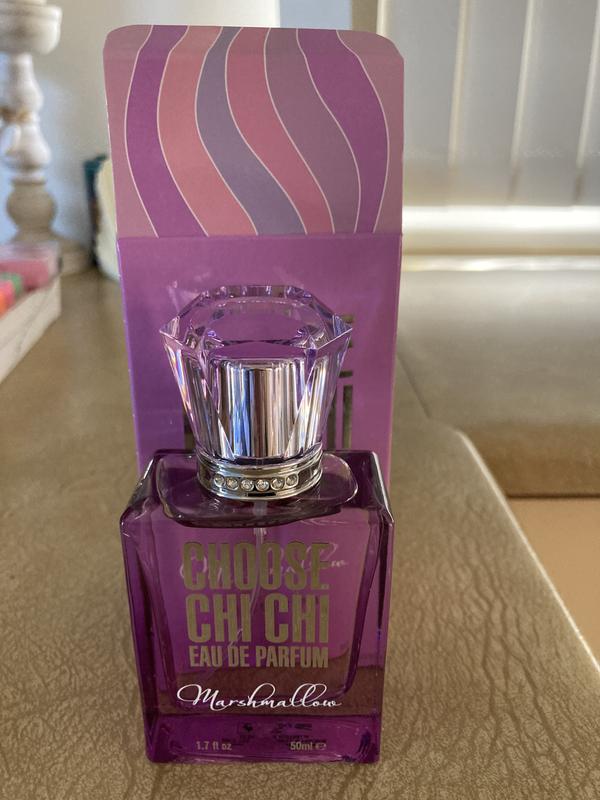 CHOOSE
CHI CHI
EAU DE PARFUM
Marshmallow
1.7 fl oz 50ml ℮